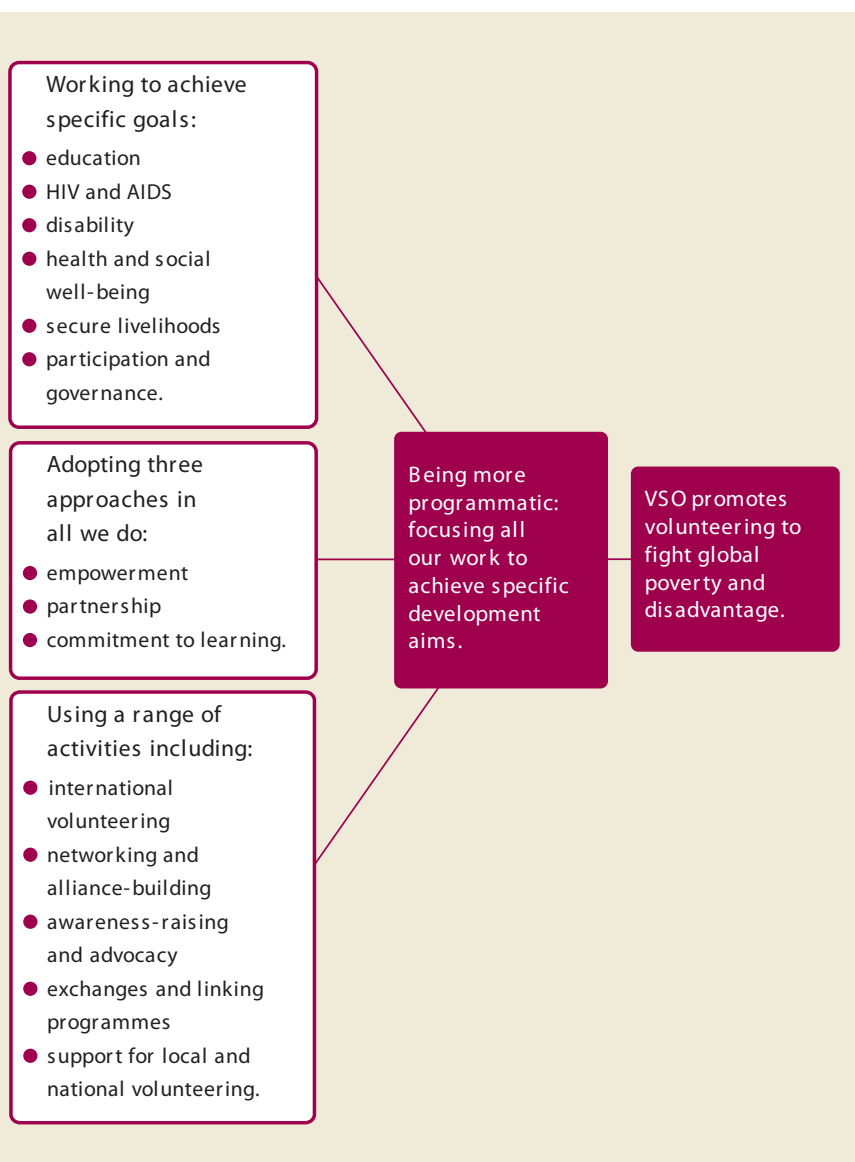 Working to achieve
specific goals:
education
HIV and AIDS
disability
health and social
well-being
secure livelihoods
participation and
governance.
Adopting three
approaches in
all we do:
empowerment
partnership
commitment to learning.
Using a range of
activities including:
international
volunteering
networking and
alliance-building
awareness-raising
and advocacy
exchanges and linking
programmes
support for local and
national volunteering.
Being more
programmatic:
focusing all
our work to
achieve specific
development
aims.
VSO promotes
volunteering to
fight global
poverty and
disadvantage.